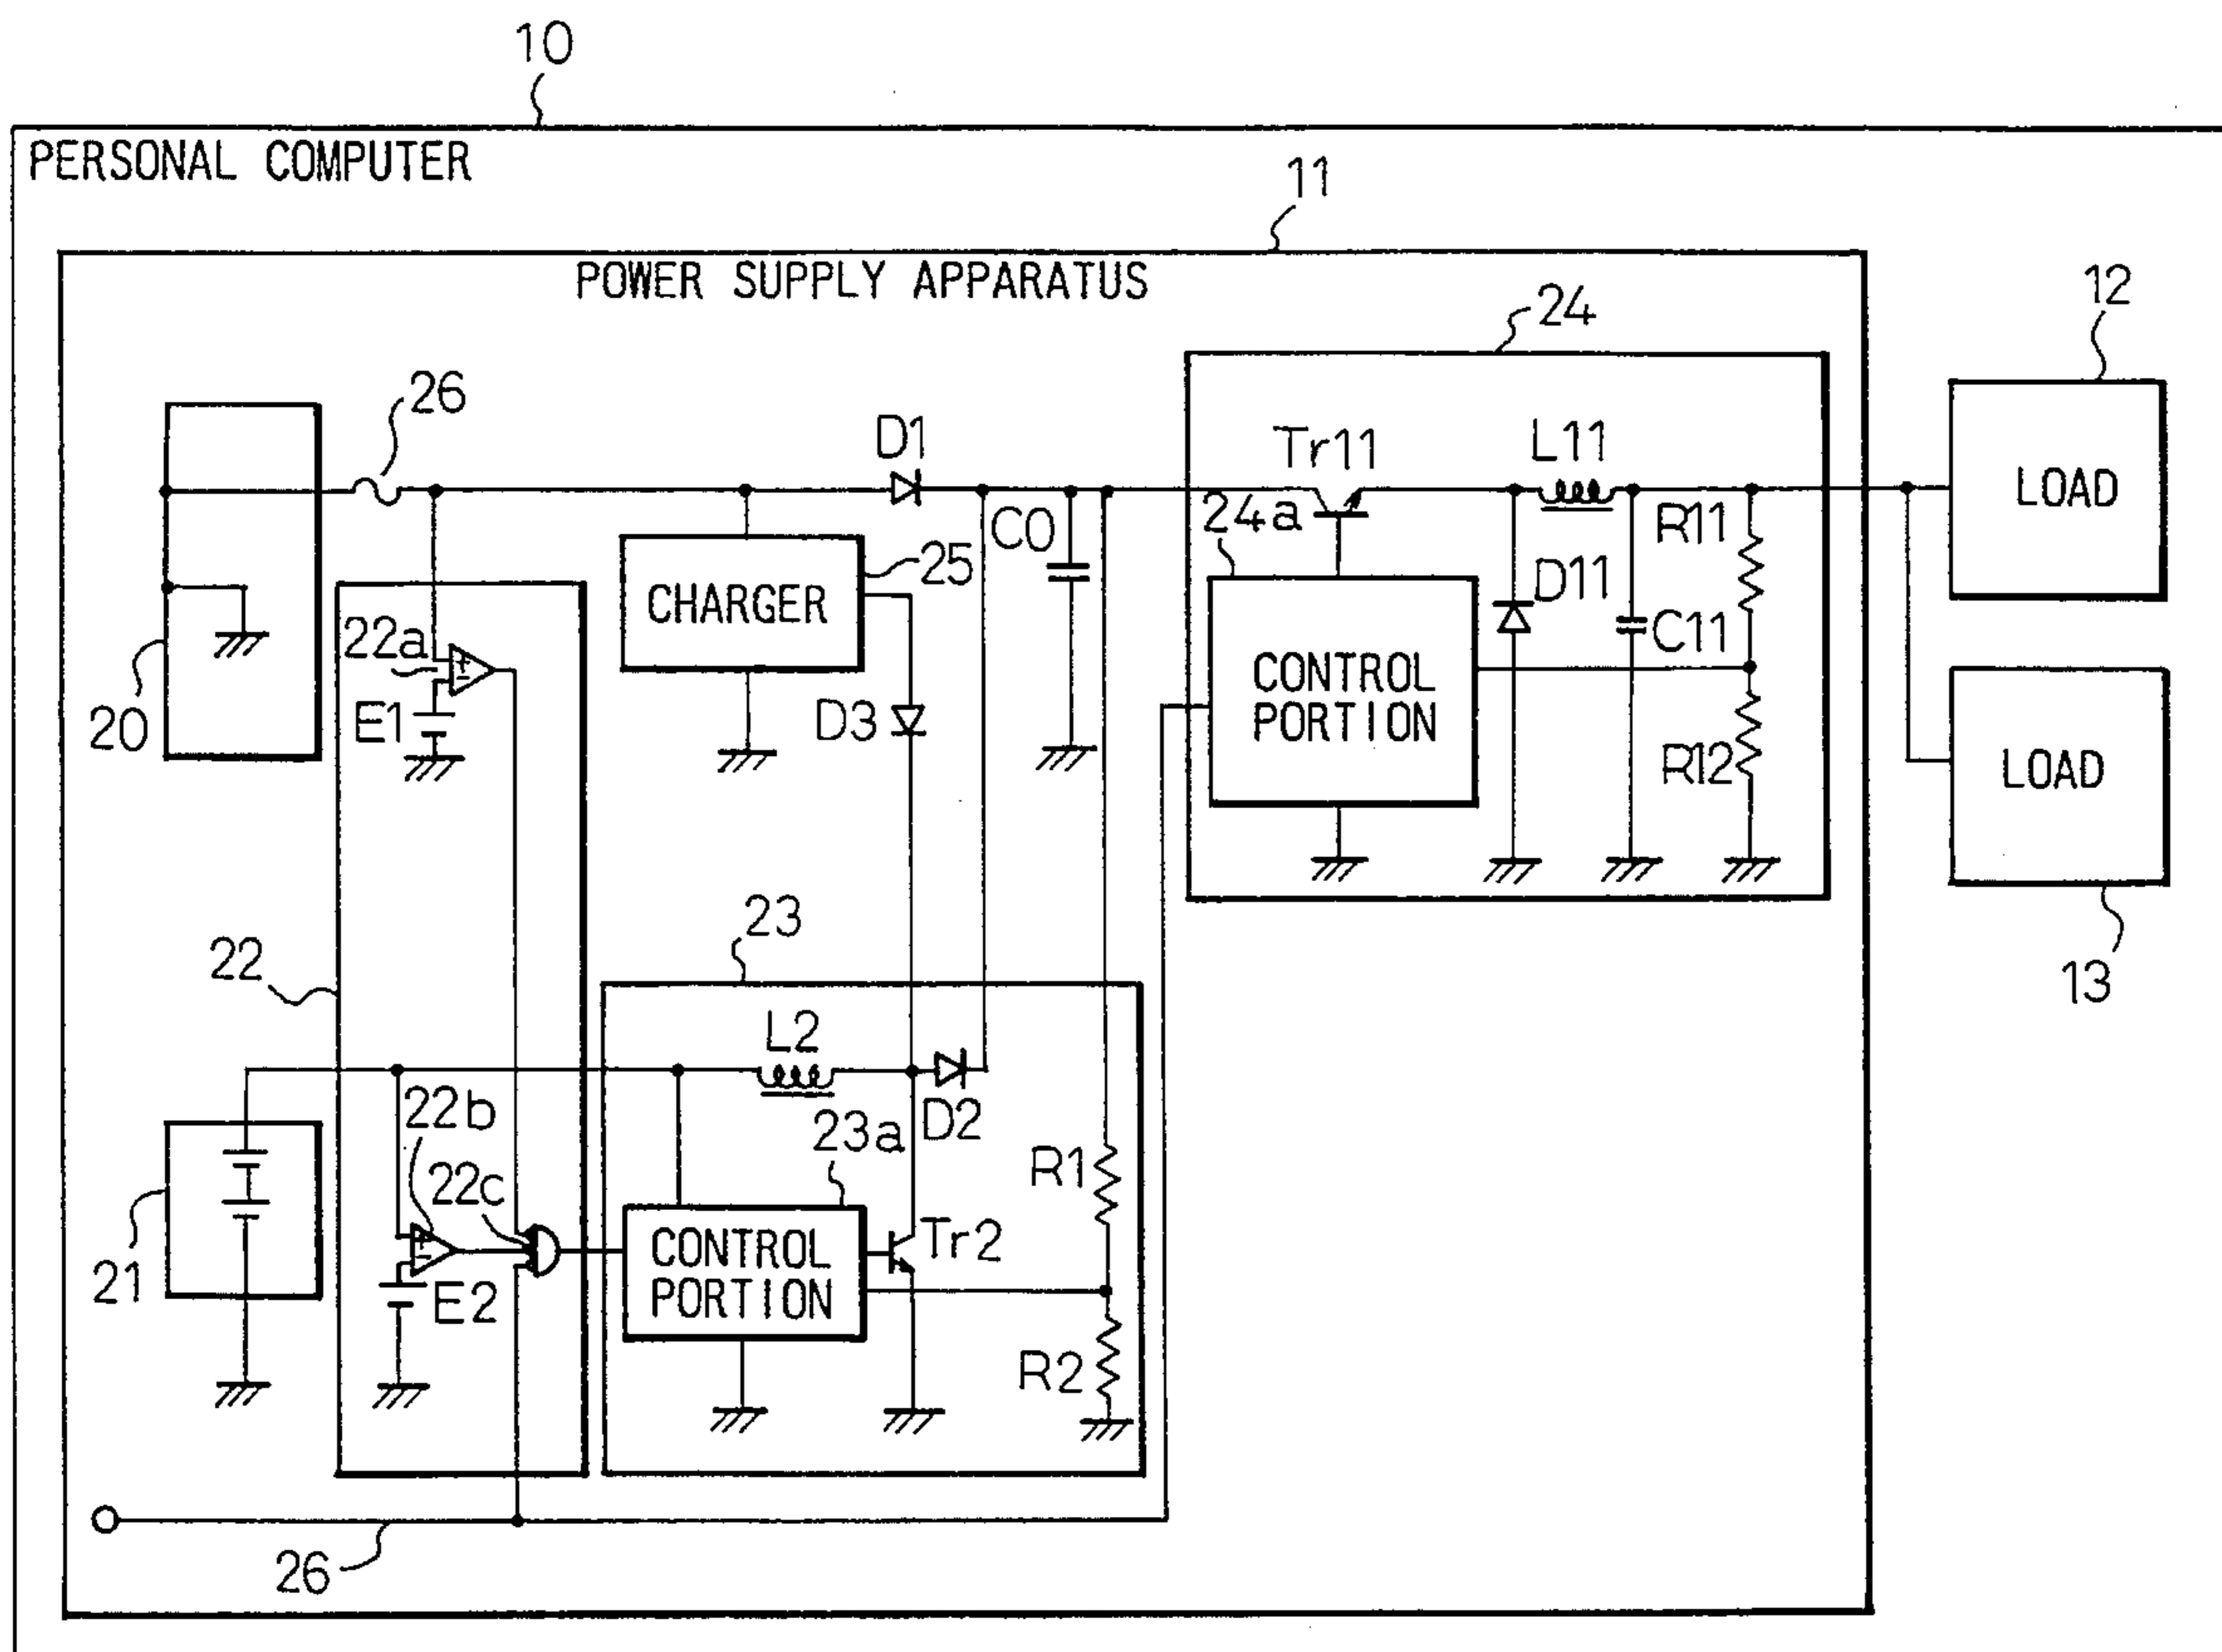 10
PERSONAL COMPUTER
11
POWER SUPPLY APPARATUS
24
12
26
D1
Tr11
L11
LOAD
24a
C0
R11
25
CHARGER
D11
C11
22a
CONTROL
PORTION
E1
D3
20
R12
LOAD
23
22
13
L2
22b
23a
D2
22c
R1
CONTROL
PORTION
Tr2
21
E2
R2
26